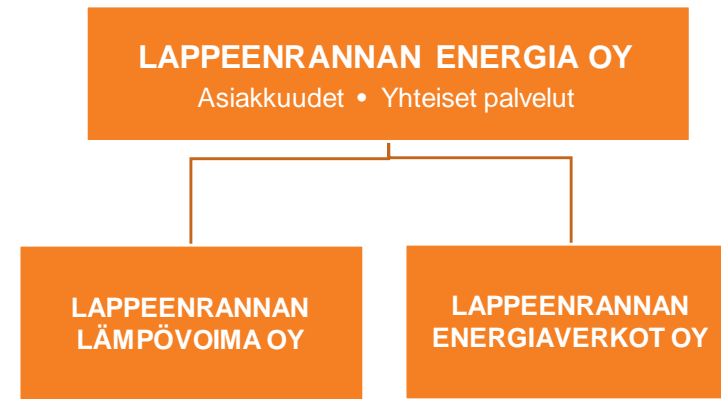 LAPPEENRANNAN ENERGIA OY
Asiakkuudet • Yhteiset palvelut
LAPPEENRANNAN
LÄMPÖVOIMA OY
LAPPEENRANNAN
ENERGIAVERKOT OY